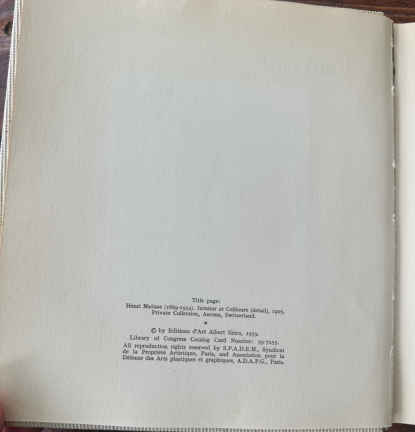 Title page:
Henri Matisse (1869-1954). Interior at Collioure (detail), 1905.
Private Collection, Ascona, Switzerland.
*
© by Editions d'Art Albert Skira, 1959.
Library of Congress Catalog Card Number:
All reproduction rights reserved by S.P.A.D.E.M., Syndicat
de la Propriété Artistique, Paris, and Association pour la
Défense des Arts plastiques et graphiques, A.D.A.G.P., Paris.